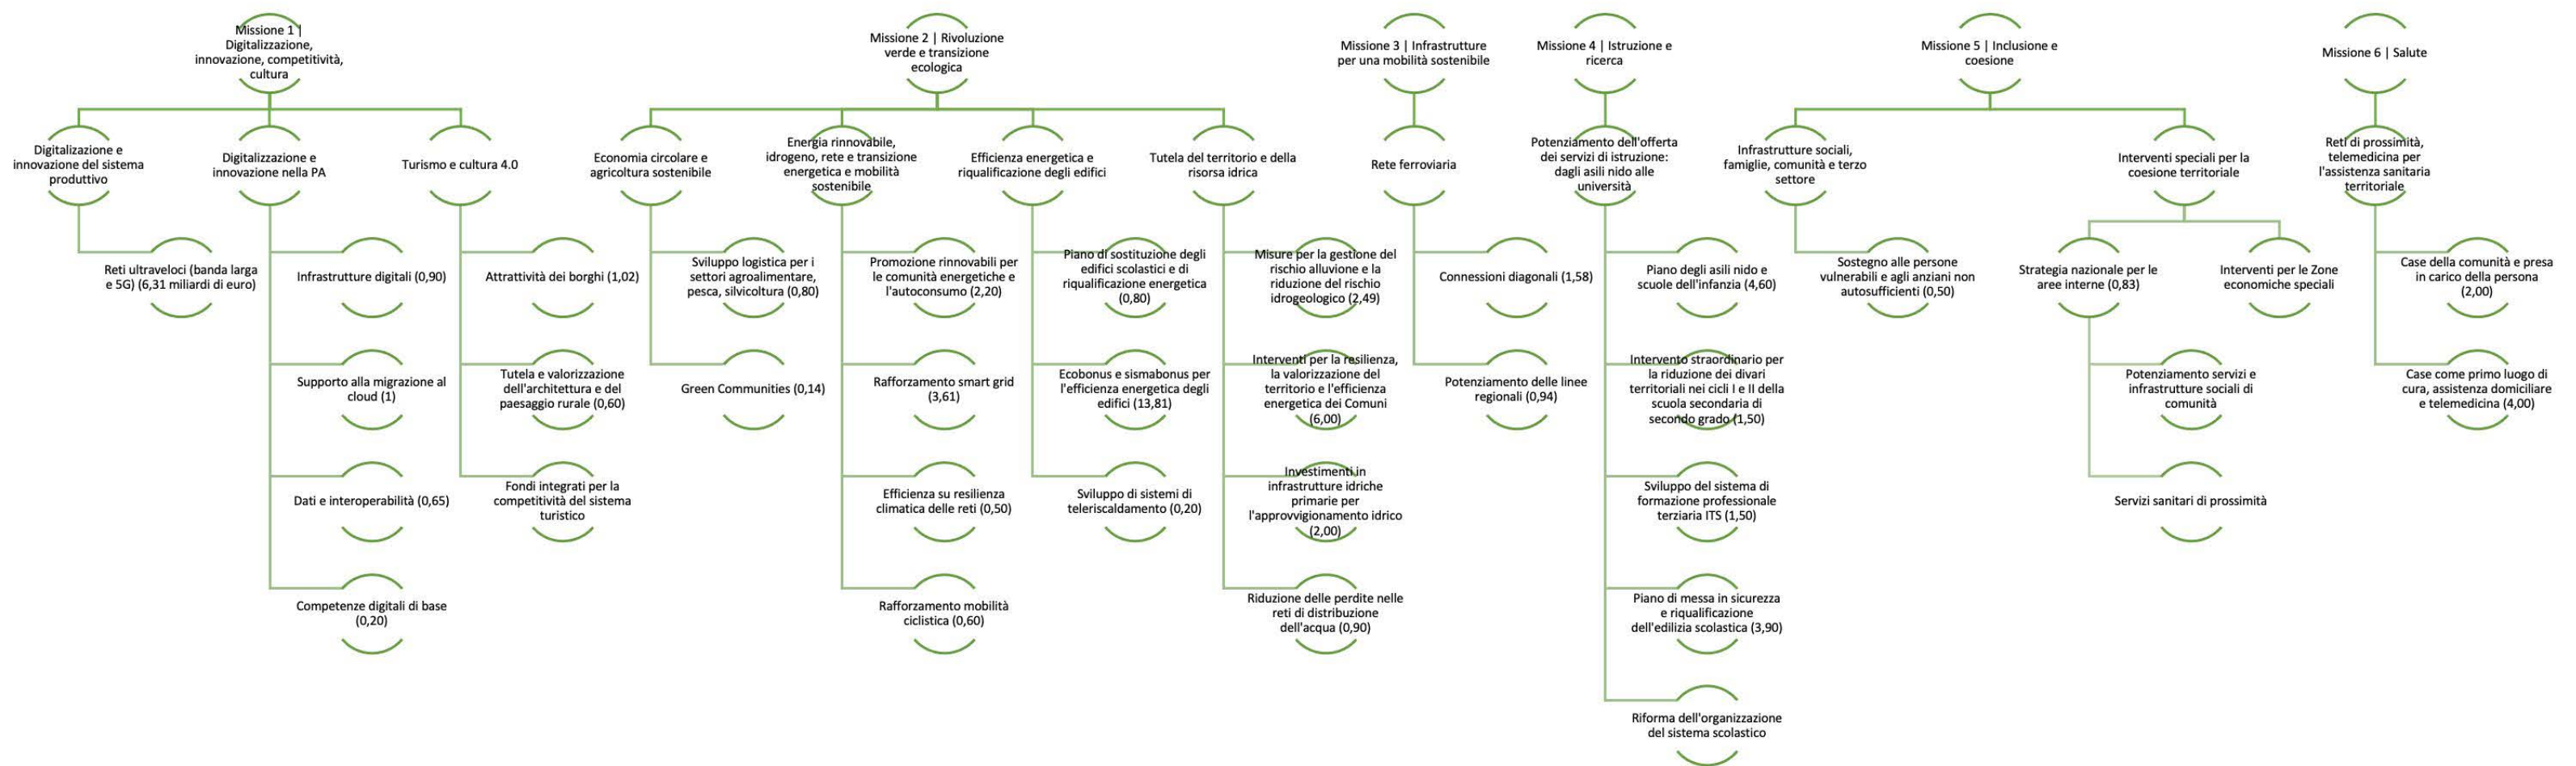 Missione 1 |
Digitalizzazione,
innovazione, competitività,
cultura
Digitalizzazione e
innovazione del sistema
produttivo
Reti ultraveloci (banda larga
e 5G) (6,31 miliardi di euro)
Digitalizzazione e
innovazione nella PA
Infrastrutture digitali (0,90)
Supporto alla migrazione al
cloud (1)
Dati e interoperabilità (0,65)
Competenze digitali di base
(0,20)
Turismo e cultura 4.0
Attrattività dei borghi (1,02)
Tutela e valorizzazione
dell'architettura e del
paesaggio rurale (0,60)
Fondi integrati per la
competitività del sistema
turistico
Missione 2 | Rivoluzione
verde e transizione
ecologica
Economia circolare e
agricoltura sostenibile
Sviluppo logistica per i
settori agroalimentare,
pesca, silvicoltura (0,80)
Green Communities (0,14)
Energia rinnovabile,
idrogeno, rete e transizione
energetica e mobilità
sostenibile
Promozione rinnovabili per
le comunità energetiche e
l'autoconsumo (2,20)
Rafforzamento smart grid
(3,61)
Efficienza su resilienza
climatica delle reti (0,50)
Rafforzamento mobilità
ciclistica (0,60)
Efficienza energetica e
riqualificazione degli edifici
Piano di sostituzione degli
edifici scolastici e di
riqualificazione energetica
(0,80)
Ecobonus e sismabonus per
l'efficienza energetica degli
edifici (13,81)
Sviluppo di sistemi di
teleriscaldamento (0,20)
Tutela del territorio e della
risorsa idrica
Misure per la gestione del
rischio alluvione e la
riduzione del rischio
idrogeologico (2,49)
Interventi per la resilienza,
la valorizzazione del
territorio e l'efficienza
energetica dei Comuni
(6,00)
Investimenti in
infrastrutture idriche
primarie per
l'approvvigionamento idrico
(2,00)
Riduzione delle perdite nelle
reti di distribuzione
dell'acqua (0,90)
Missione 3 | Infrastrutture
per una mobilità sostenibile
Rete ferroviaria
Connessioni diagonali (1,58)
Potenziamento delle linee
regionali (0,94)
Missione 4 | Istruzione e
ricerca
Potenziamento dell'offerta
dei servizi di istruzione:
dagli asili nido alle
università
Piano degli asili nido e
scuole dell'infanzia (4,60)
Intervento straordinario per
la riduzione dei divari
territoriali nei cicli I e II della
scuola secondaria di
secondo grado (1,50)
Sviluppo del sistema di
formazione professionale
terziaria ITS (1,50)
Piano di messa in sicurezza
e riqualificazione
dell'edilizia scolastica (3,90)
Riforma dell'organizzazione
del sistema scolastico
Missione 5 | Inclusione e
coesione
Infrastrutture sociali,
famiglie, comunità e terzo
settore
Sostegno alle persone
vulnerabili e agli anziani non
autosufficienti (0,50)
Interventi speciali per la
coesione territoriale
Strategia nazionale per le
aree interne (0,83)
Potenziamento servizi e
infrastrutture sociali di
comunità
Servizi sanitari di prossimità
Interventi per le Zone
economiche speciali
Missione 6 | Salute
Reti di prossimità,
telemedicina per
l'assistenza sanitaria
territoriale
Case della comunità e presa
in carico della persona
(2,00)
Case come primo luogo di
cura, assistenza domiciliare
e telemedicina (4,00)